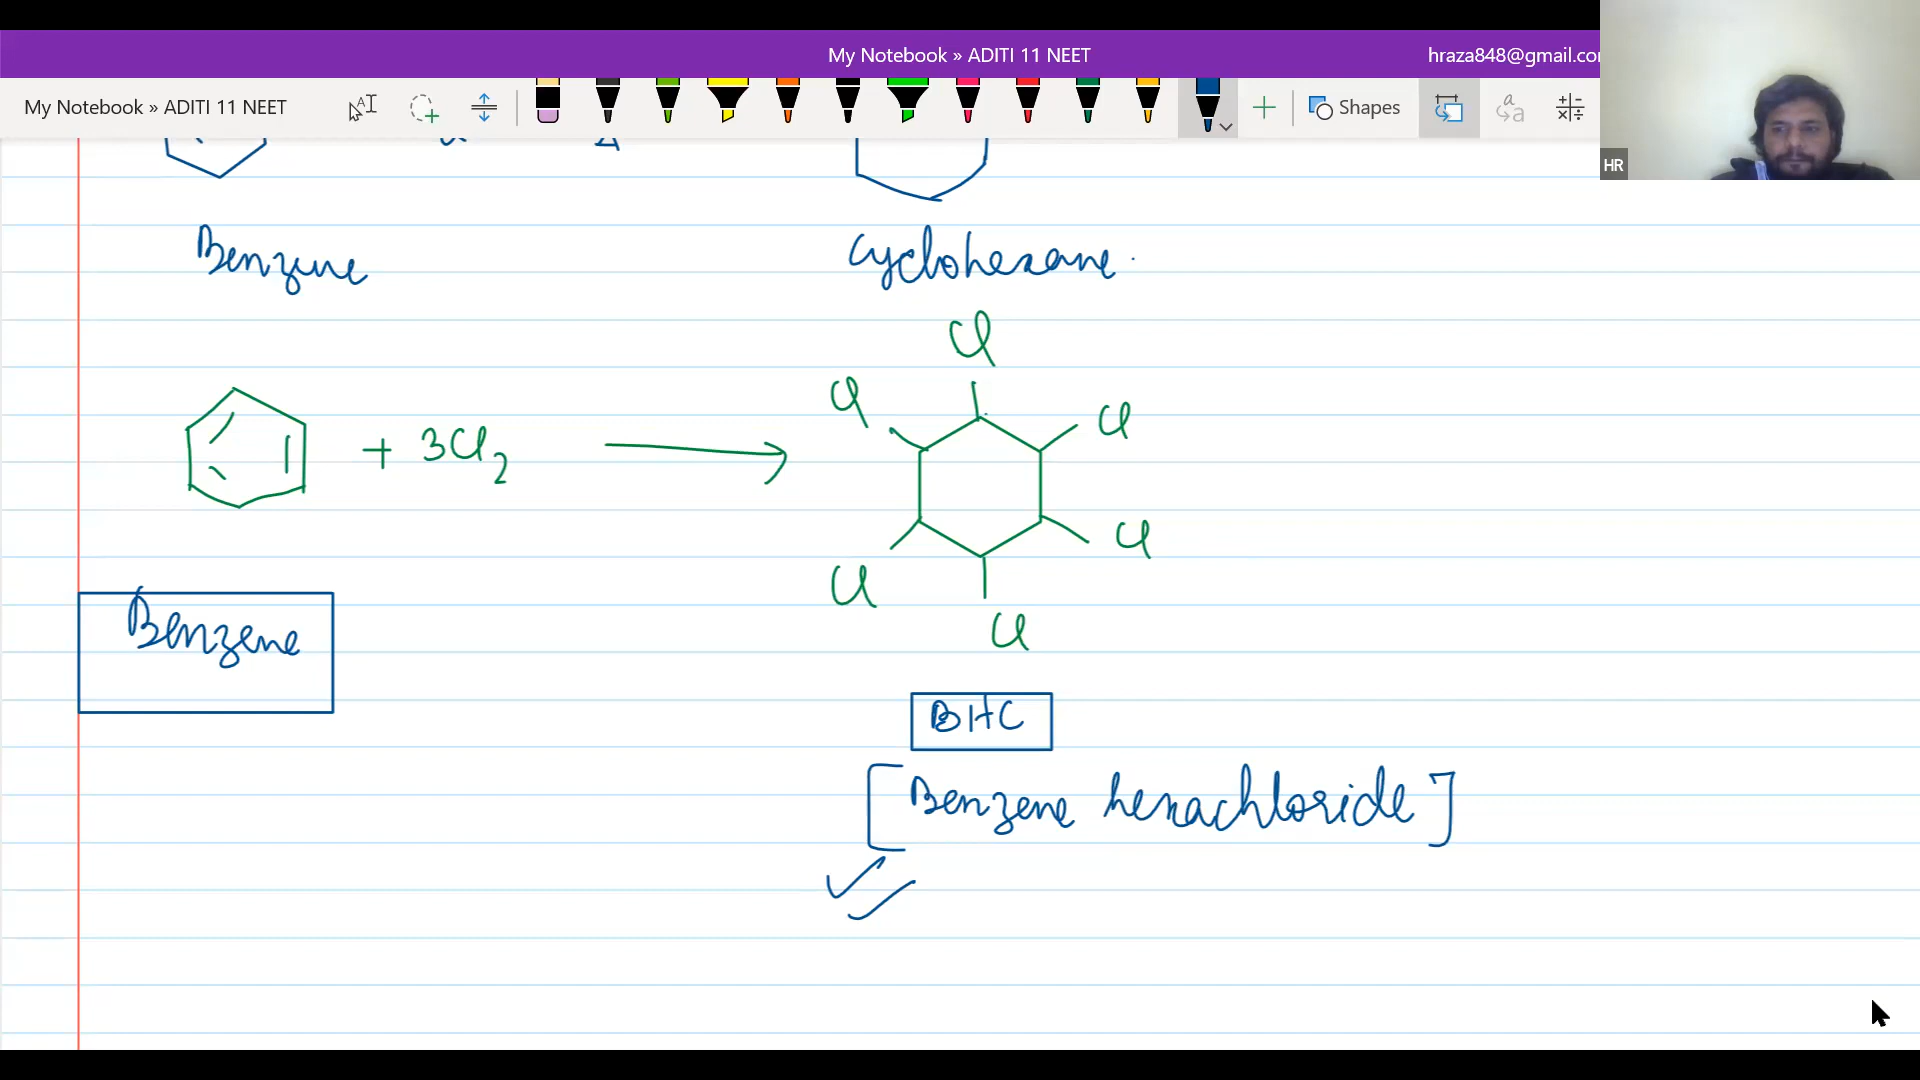 My Notebook » ADITI 11 NEET
hraza848@gmail.co
My Notebook » ADITI 11 NEET
Shapes
HR
Benzene
Cyclohexane.
Cl
Cl
Cl
+ 3Cl2
Cl
Cl
Cl
Benzene
BHC
[Benzene hexachloride]